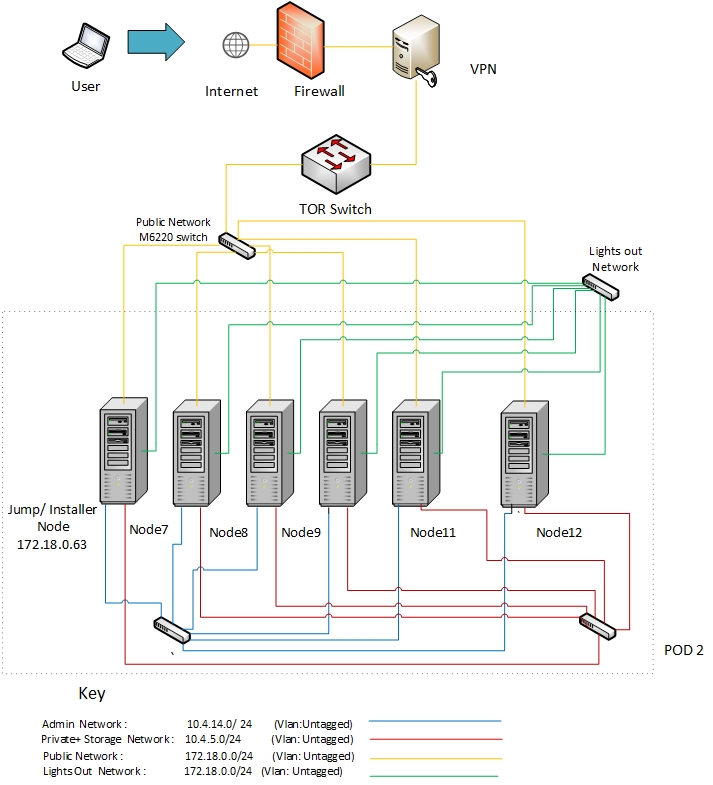 User
Internet
Firewall
VPN
TOR Switch
Public Network
M6220 switch
Lights out
Network
Jump/ Installer
Node
172.18.0.63
Node7
Node8
Node9
Node11
Node12
POD 2
Key
Admin Network : 10.4.14.0/ 24 (Vlan:Untagged)
Private+ Storage Network: 10.4.5.0/24 (Vlan: Untagged)
Public Network : 172.18.0.0/24 (Vlan: Untagged)
Lights Out Network : 172.18.0.0/24 (Vlan: Untagged)